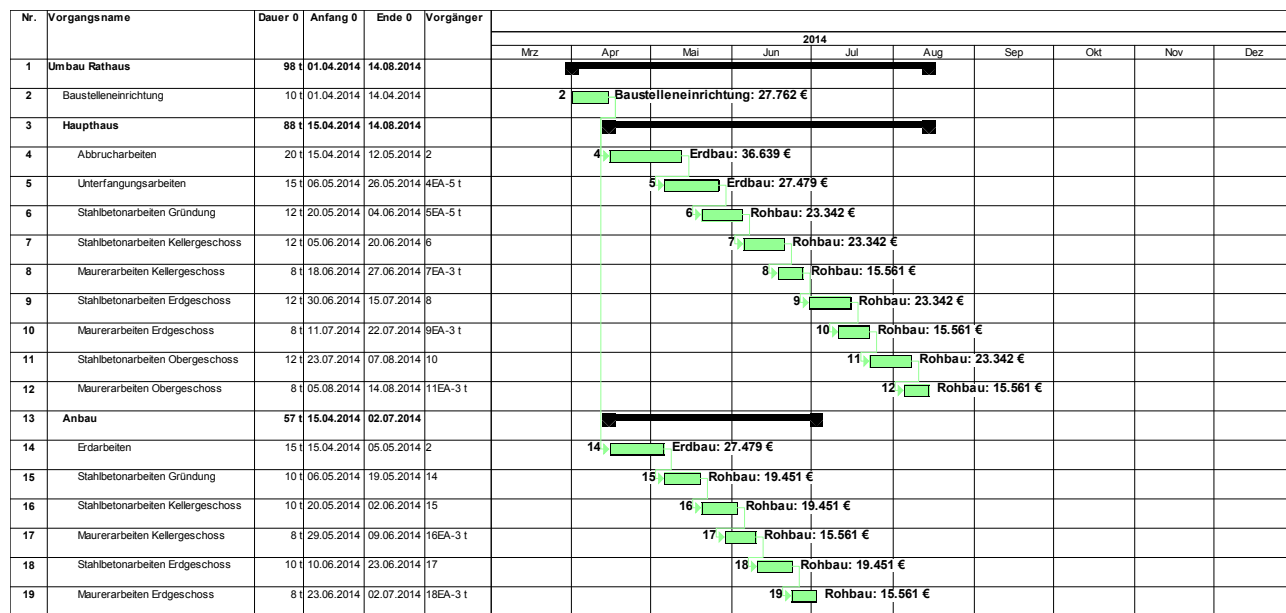 Nr. Vorgangsname Dauer 0 Anfang 0 Ende 0 Vorgänger
2014
Mrz Apr Mai Jun Jul Aug Sep Okt Nov Dez
1 Umbau Rathaus 98 t 01.04.2014 14.08.2014
2 Baustelleneinrichtung 10 t 01.04.2014 14.04.2014 2 Baustelleneinrichtung: 27.762 €
3 Haupthaus 88 t 15.04.2014 14.08.2014
4 Abbrucharbeiten 20 t 15.04.2014 12.05.2014 2 4 Erdbau: 36.639 €
5 Unterfangungsarbeiten 15 t 06.05.2014 26.05.2014 4EA-5 t 5 Erdbau: 27.479 €
6 Stahlbetonarbeiten Gründung 12 t 20.05.2014 04.06.2014 5EA-5 t 6 Rohbau: 23.342 €
7 Stahlbetonarbeiten Kellergeschoss 12 t 05.06.2014 20.06.2014 6 7 Rohbau: 23.342 €
8 Maurerarbeiten Kellergeschoss 8 t 18.06.2014 27.06.2014 7EA-3 t 8 Rohbau: 15.561 €
9 Stahlbetonarbeiten Erdgeschoss 12 t 30.06.2014 15.07.2014 8 9 Rohbau: 23.342 €
10 Maurerarbeiten Erdgeschoss 8 t 11.07.2014 22.07.2014 9EA-3 t 10 Rohbau: 15.561 €
11 Stahlbetonarbeiten Obergeschoss 12 t 23.07.2014 07.08.2014 10 11 Rohbau: 23.342 €
12 Maurerarbeiten Obergeschoss 8 t 05.08.2014 14.08.2014 11EA-3 t 12 Rohbau: 15.561 €
13 Anbau 57 t 15.04.2014 02.07.2014
14 Erdarbeiten 15 t 15.04.2014 05.05.2014 2 14 Erdbau: 27.479 €
15 Stahlbetonarbeiten Gründung 10 t 06.05.2014 19.05.2014 14 15 Rohbau: 19.451 €
16 Stahlbetonarbeiten Kellergeschoss 10 t 20.05.2014 02.06.2014 15 16 Rohbau: 19.451 €
17 Maurerarbeiten Kellergeschoss 8 t 29.05.2014 09.06.2014 16EA-3 t 17 Rohbau: 15.561 €
18 Stahlbetonarbeiten Erdgeschoss 10 t 10.06.2014 23.06.2014 17 18 Rohbau: 19.451 €
19 Maurerarbeiten Erdgeschoss 8 t 23.06.2014 02.07.2014 18EA-3 t 19 Rohbau: 15.561 €